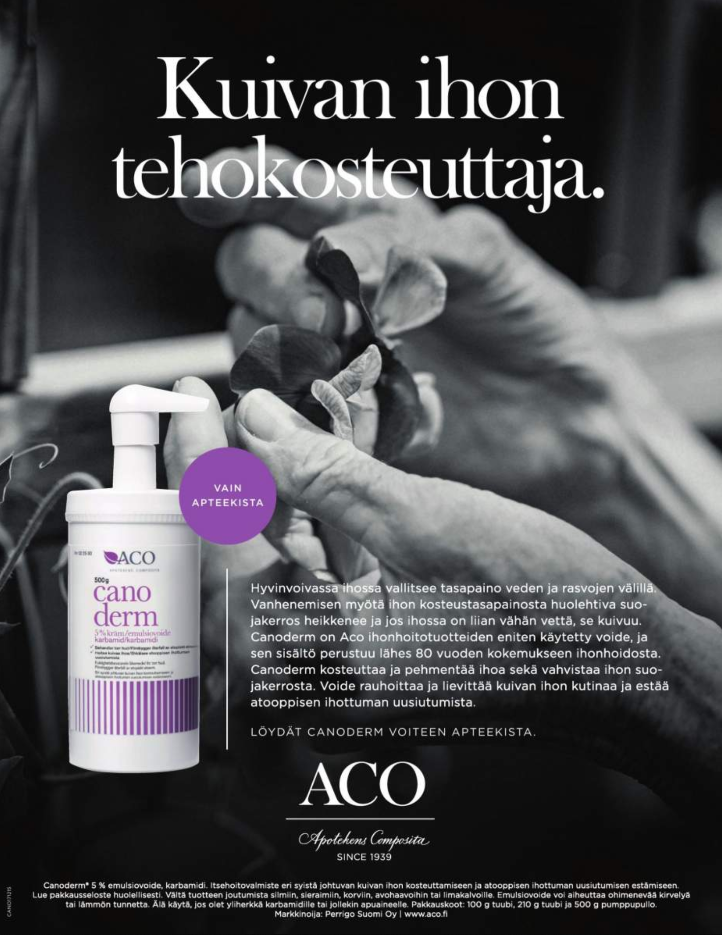 Kuivan ihon
tehokosteuttaja.
VAIN
APTEEKISTA
ACO
500g
cano
derm
5% kräm/emulsiovoide
karbamid/karbamidi
Hyvinvoivassa ihossa vallitsee tasapaino veden ja rasvojen välillä.
Vanhenemisen myötä ihon kosteustasapainosta huolehtiva suo-
jakerros heikkenee ja jos ihossa on liian vähän vettä, se kuivuu.
Canoderm on Aco ihonhoitotuotteiden eniten käytetty voide, ja
sen sisältö perustuu lähes 80 vuoden kokemukseen ihonhoidosta.
Canoderm kosteuttaa ja pehmentää ihoa sekä vahvistaa ihon suo-
jakerrosta. Voide rauhoittaa ja lievittää kuivan ihon kutinaa ja estää
atooppisen ihottuman uusiutumista.
LÖYDÄT CANODERM VOITEEN APTEEKISTA.
ACO
Apotekens Composita
SINCE 1939
Canoderm® 5 % emulsiovoide, karbamidi. Itsehoitovalmiste eri syistä johtuvan kuivan ihon kosteuttamiseen ja atooppisen ihottuman uusiutumisen estämiseen.
Lue pakkausseloste huolellisesti. Vältä tuotteen joutumista silmiin, sieraimiin, korviin, avohaavoihin tai limakalvoille. Emulsiovoide voi aiheuttaa ohimenevää kirvelyä
tai lämmön tunnetta. Älä käytä, jos olet yliherkkä karbamidille tai jollekin apuaineelle. Pakkauskoot: 100 g tuubi, 210 g tuubi ja 500 g pumppupullo.
Markkinoija: Perrigo Suomi Oy | www.aco.fi